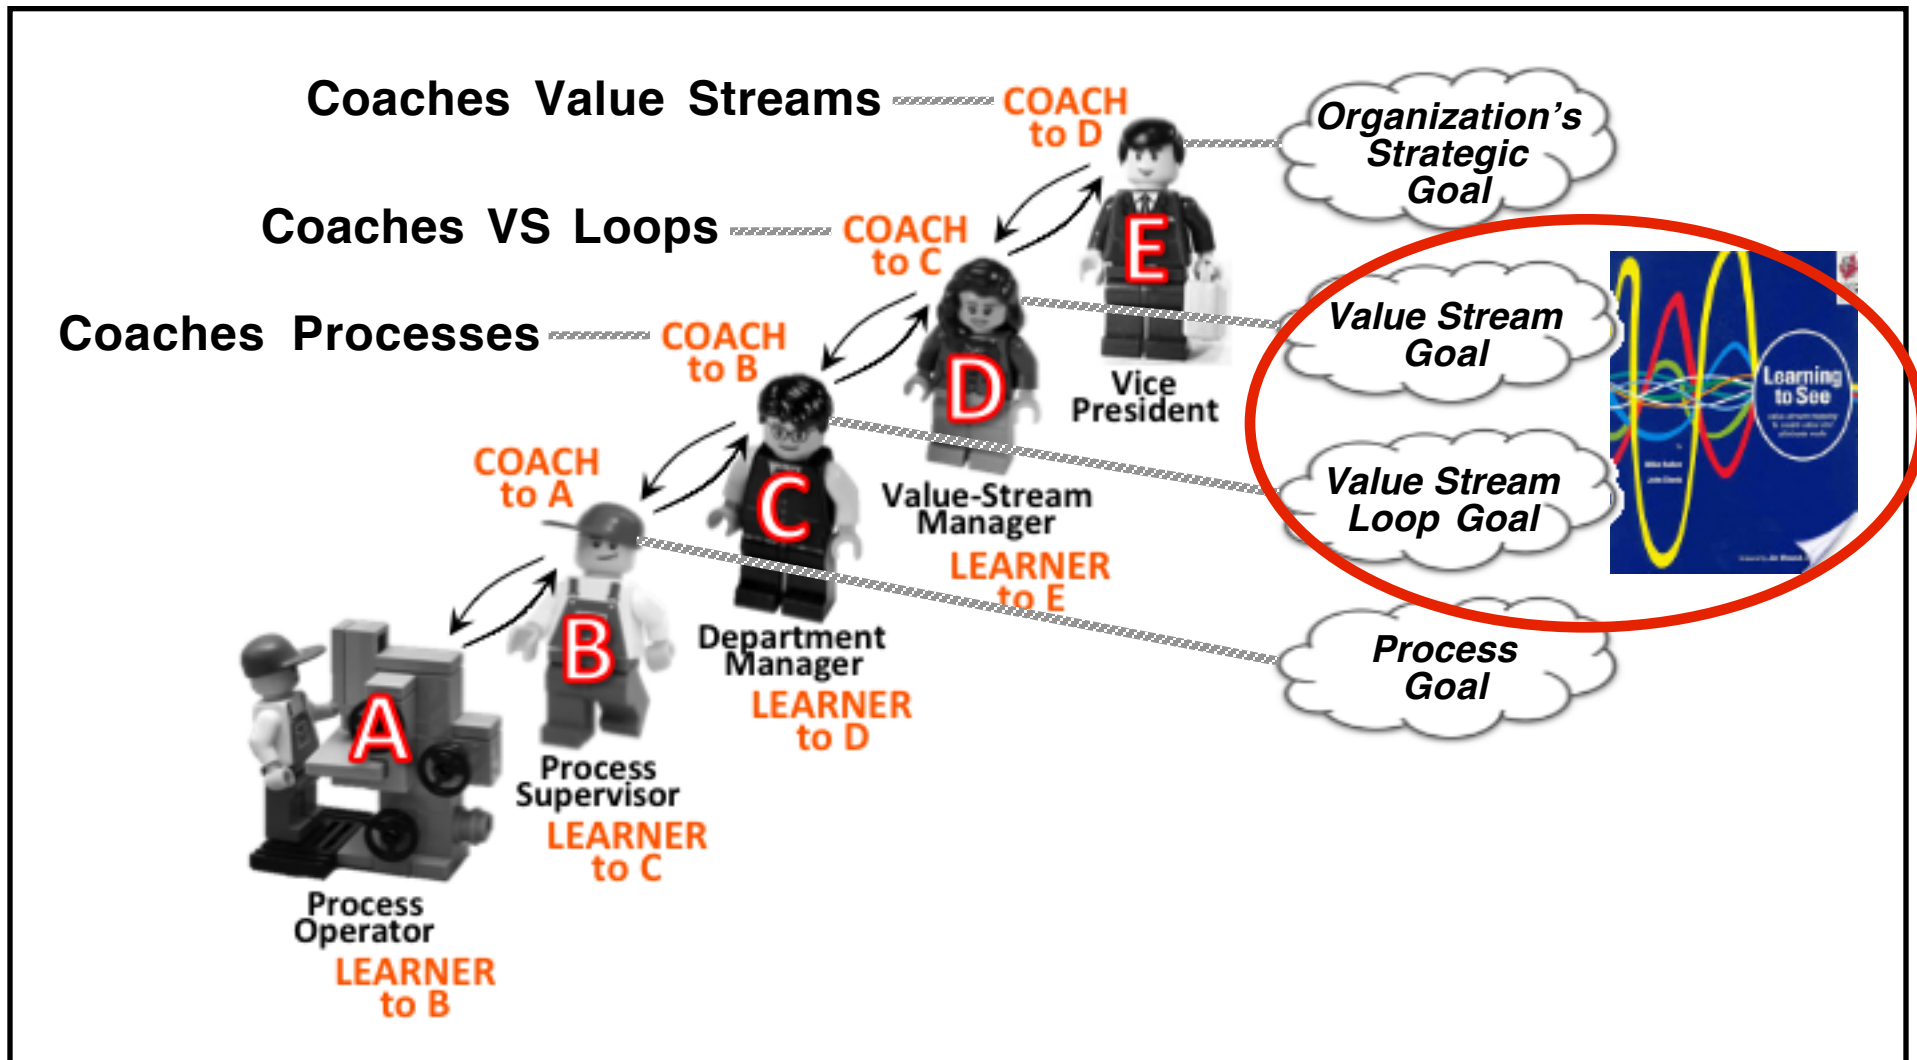 Coaches Value Streams
COACH
to D
Organization's
Strategic
Goal
E
Vice
President
Coaches VS Loops
COACH
to C
Value Stream
Goal
D
Value-Stream
Manager
LEARNER
to E
Coaches Processes
COACH
to B
Value Stream
Loop Goal
C
Department
Manager
LEARNER
to D
COACH
to A
Process
Goal
B
Process
Supervisor
LEARNER
to C
A
Process
Operator
LEARNER
to B
Learning
to See